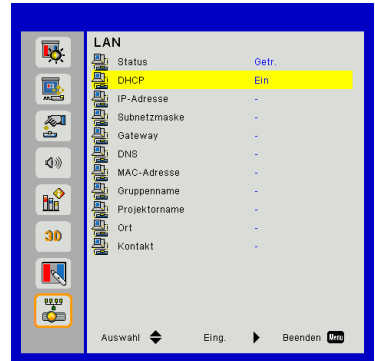 LAN
Status Getr.
DHCP Ein
IP-Adresse -
Subnetzmaske -
Gateway -
DNS -
MAC-Adresse -
Gruppenname -
Projektorname -
3D
Ort -
Kontakt -
Auswahl Eing. Beenden Menu